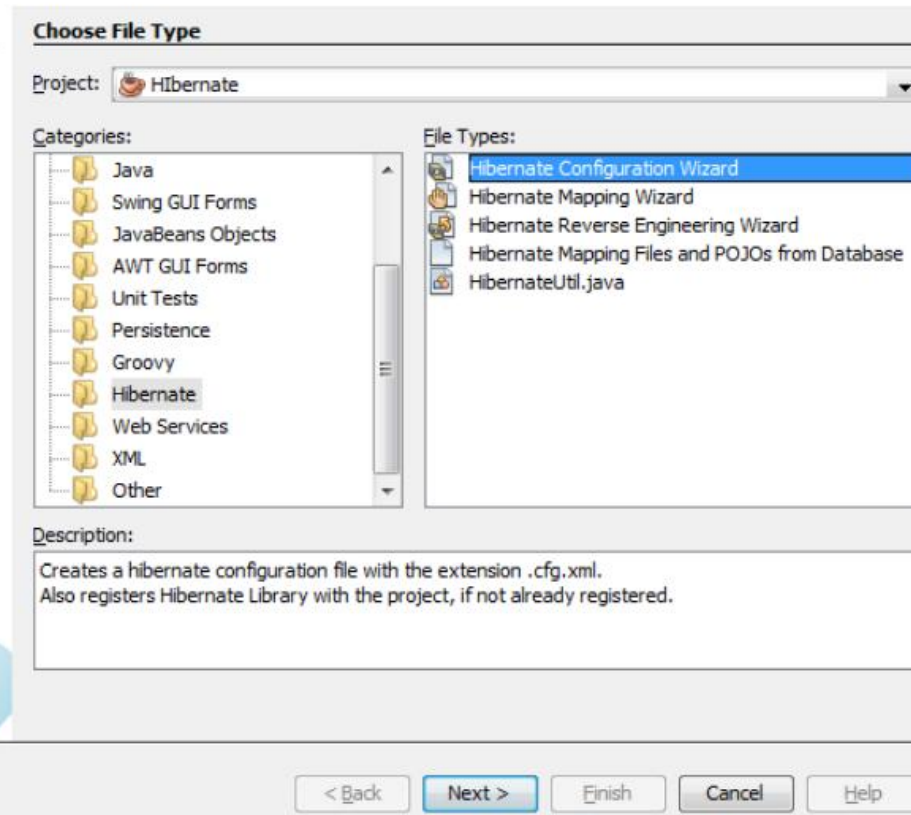 Choose File Type
Project: HIbernate
Categories:
Java
Swing GUI Forms
JavaBeans Objects
AWT GUI Forms
Unit Tests
Persistence
Groovy
Hibernate
Web Services
XML
Other
File Types:
Hibernate Configuration Wizard
Hibernate Mapping Wizard
Hibernate Reverse Engineering Wizard
Hibernate Mapping Files and POJOs from Database
HibernateUtil.java
Description:
Creates a hibernate configuration file with the extension .cfg.xml.
Also registers Hibernate Library with the project, if not already registered.
< Back Next > Finish Cancel Help